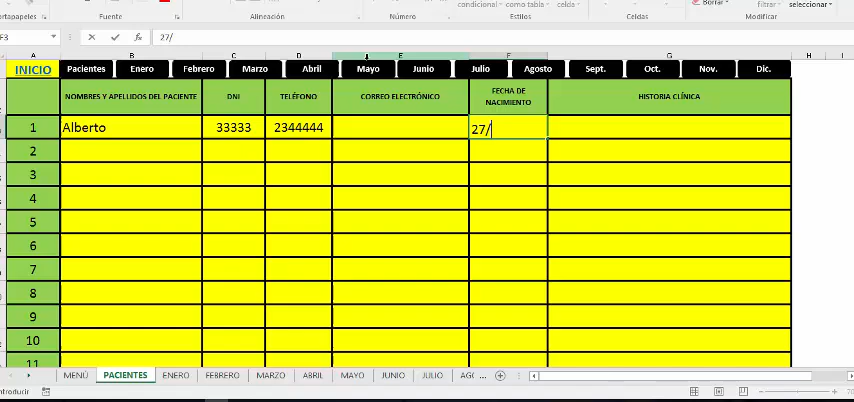 rtapapeles Fuente Alineación Número Estilos Celdas Modificar
condicional como tabla celda Borrar filtrar seleccionar
F3 27/
A B C D E F G H I
INICIO Pacientes Enero Febrero Marzo Abril Mayo Junio Julio Agosto Sept. Oct. Nov. Dic.
NOMBRES Y APELLIDOS DEL PACIENTE DNI TELÉFONO CORREO ELECTRÓNICO FECHA DE NACIMIENTO HISTORIA CLÍNICA
1 Alberto 33333 2344444 27/
2
3
4
5
6
7
8
9
10
11
MENÚ PACIENTES ENERO FEBRERO MARZO ABRIL MAYO JUNIO JULIO AGO ...
ntroducir